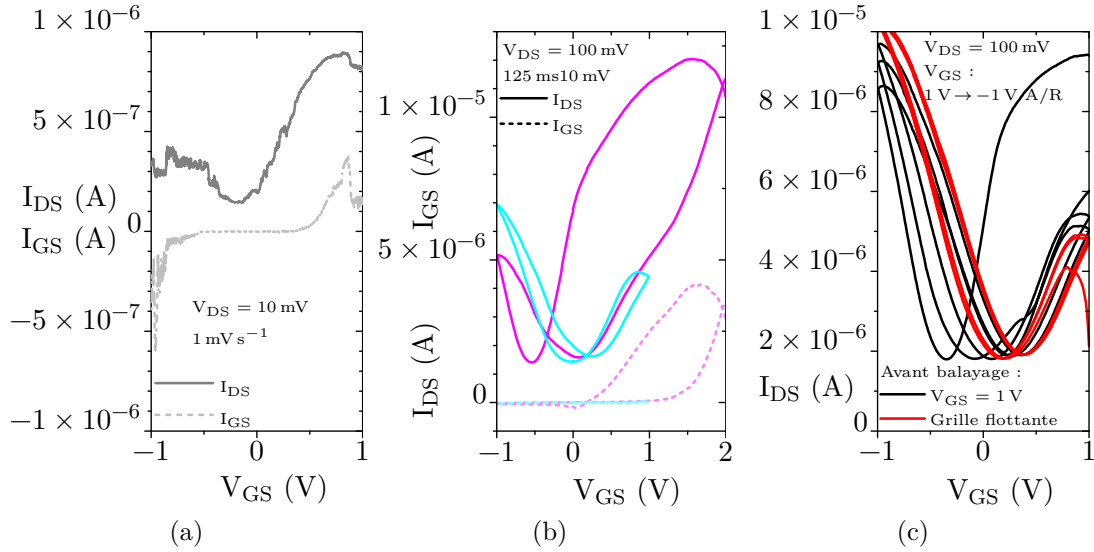 1 × 10⁻⁶
5 × 10⁻⁷
I_DS (A)
0
I_GS (A)
−5 × 10⁻⁷
−1 × 10⁻⁶
V_DS = 10 mV
1 mV s⁻¹
I_DS
I_GS
−1 0 1
V_GS (V)
(a)
V_DS = 100 mV
125 ms10 mV
I_DS
I_GS
1 × 10⁻⁵
I_GS (A)
5 × 10⁻⁶
I_DS (A)
0
−1 0 1 2
V_GS (V)
(b)
1 × 10⁻⁵
8 × 10⁻⁶
6 × 10⁻⁶
4 × 10⁻⁶
2 × 10⁻⁶
I_DS (A)
0
V_DS = 100 mV
V_GS :
1 V → −1 V A/R
Avant balayage :
V_GS = 1 V
Grille flottante
−1 0 1
V_GS (V)
(c)